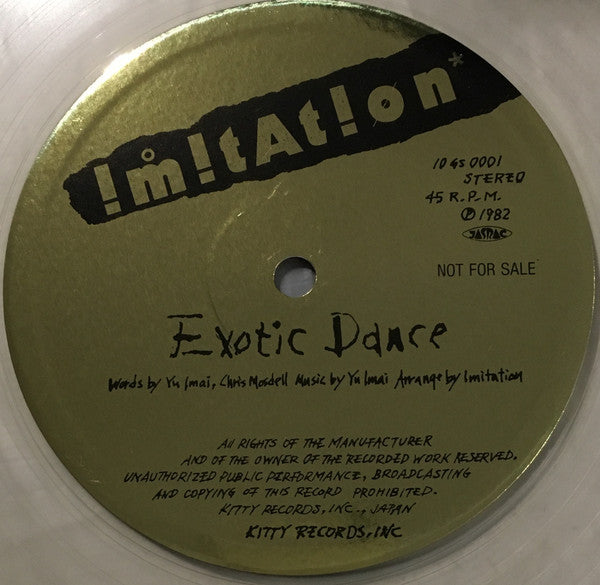 !m!tAt!on*
10GS 0001
STEREO
45 R.P.M.
Ⓟ 1982
JASRAC
NOT FOR SALE
Exotic Dance
Words by Yu Imai, Chris Mosdell Music by Yu Imai Arrange by Imitation
All RIGHTS OF THE MANUFACTURER
AND OF THE OWNER OF THE RECORDED WORK RESERVED.
UNAUTHORIZED PUBLIC PERFORMANCE, BROADCASTING
AND COPYING OF THIS RECORD PROHIBITED.
KITTY RECORDS, INC., JAPAN
KITTY RECORDS, INC